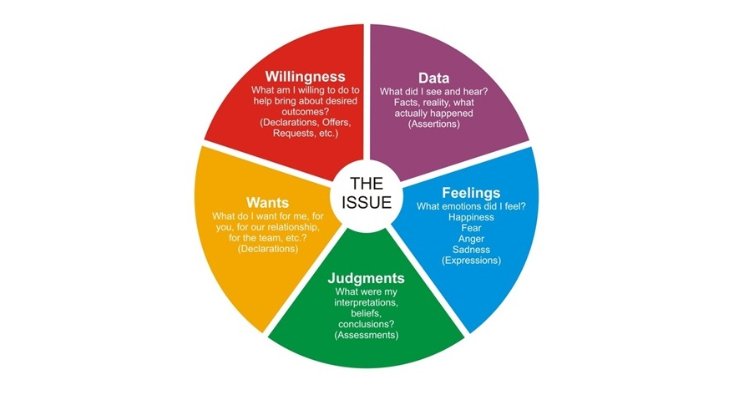 Willingness
What am I willing to do to
help bring about desired
outcomes?
(Declarations, Offers,
Requests, etc.)
Data
What did I see and hear?
Facts, reality, what
actually happened
(Assertions)
Feelings
What emotions did I feel?
Happiness
Fear
Anger
Sadness
(Expressions)
Judgments
What were my
interpretations,
beliefs,
conclusions?
(Assessments)
Wants
What do I want for me, for
you, for our relationship,
for the team, etc.?
(Declarations)
THE
ISSUE